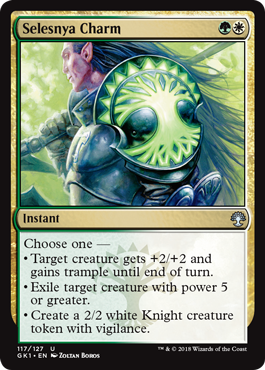 Selesnya Charm
Instant
Choose one —
• Target creature gets +2/+2 and
gains trample until end of turn.
• Exile target creature with power 5
or greater.
• Create a 2/2 white Knight creature
token with vigilance.
117/127 U
GK1 • EN ZOLTAN BOROS
™ & © 2018 Wizards of the Coast